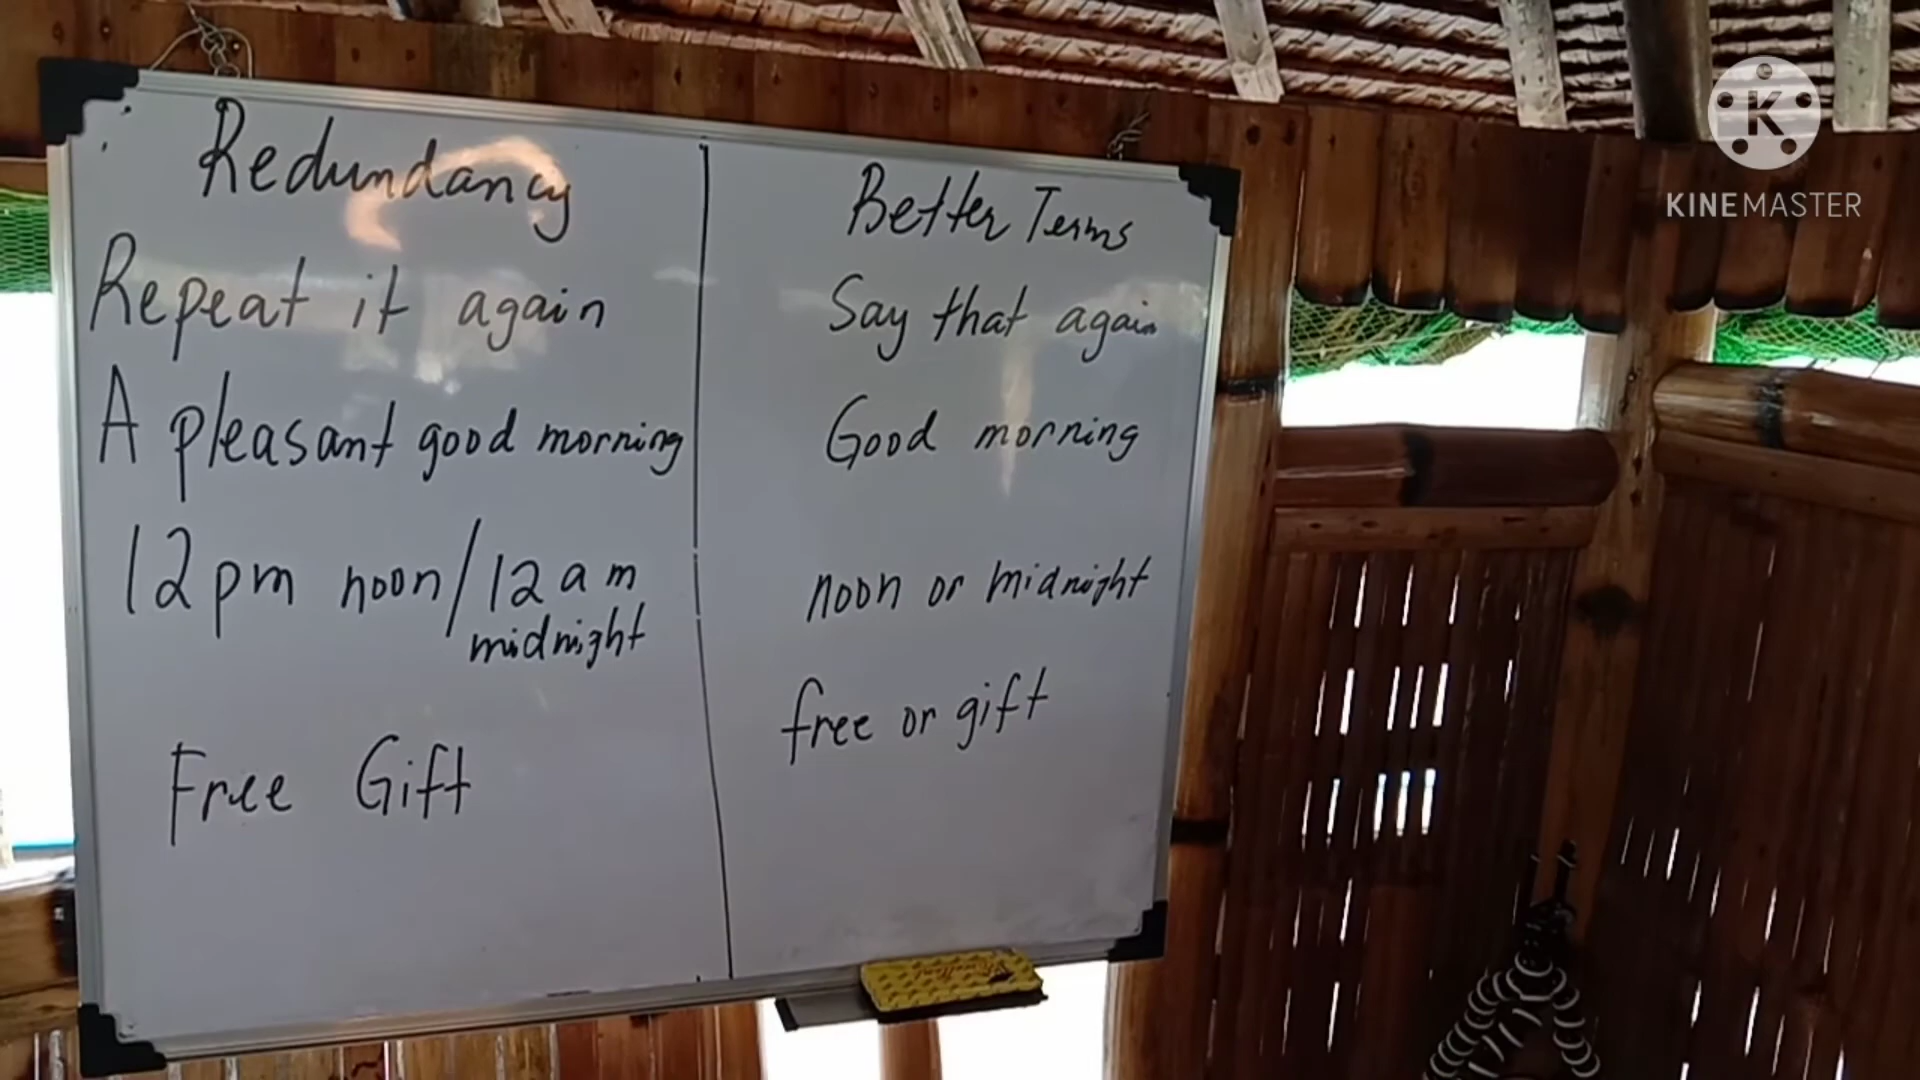 Redundancy
Better Terms
Repeat it again
Say that again
A pleasant good morning
Good morning
12pm noon/12am
midnight
noon or midnight
Free Gift
free or gift
K
KINEMASTER